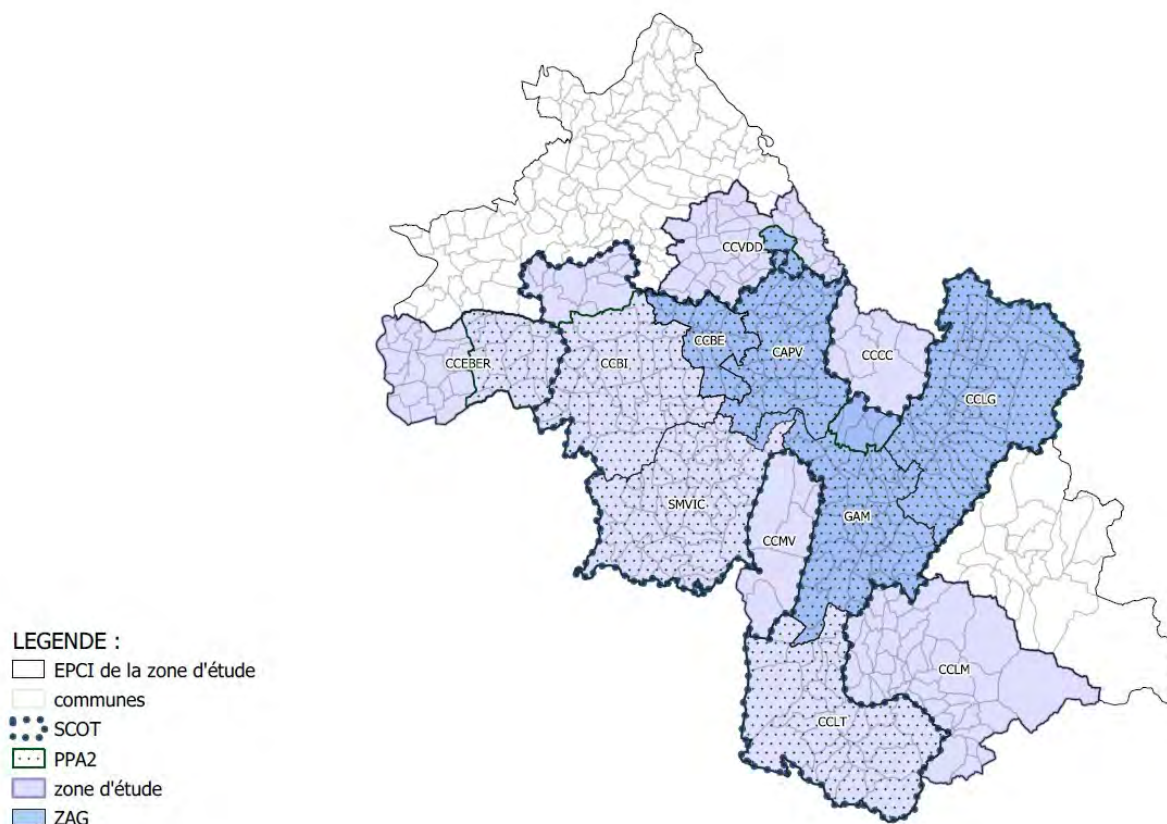 CCVDD
CCBE
CAPV
CCCC
CCEBER
CCBI
CCLG
SMVIC
GAM
CCMV
CCLM
CCLT
LEGENDE :
EPCI de la zone d'étude
communes
SCOT
PPA2
zone d'étude
ZAG